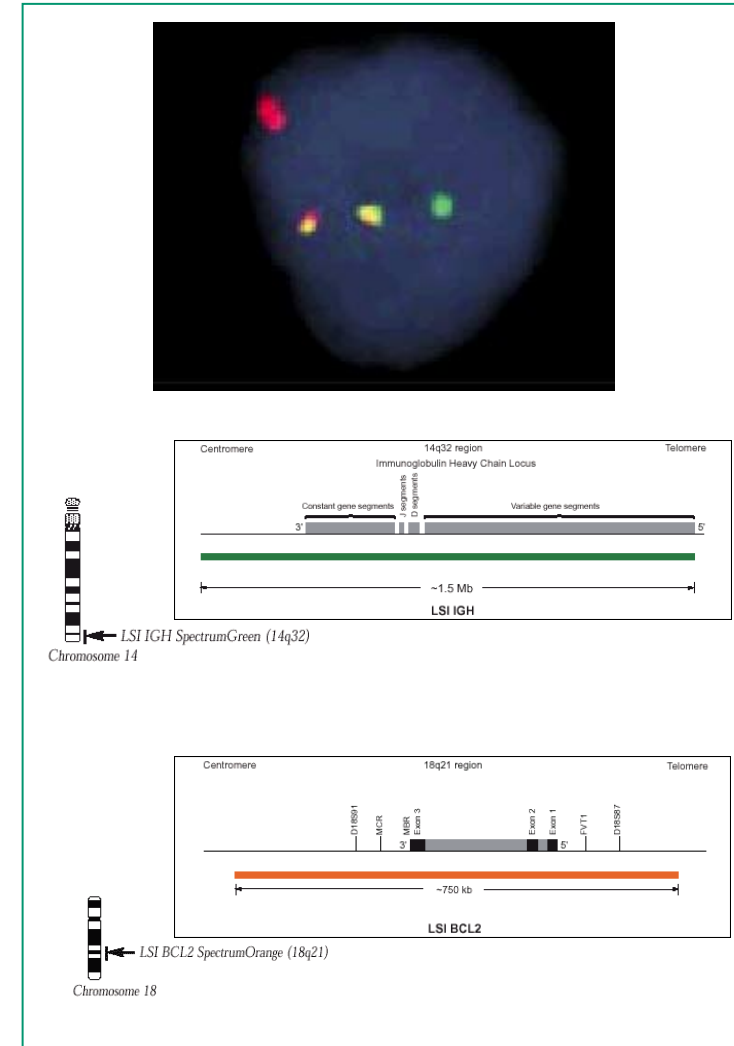 Centromere 14q32 region Telomere
Immunoglobulin Heavy Chain Locus
J segments
D segments
Constant gene segments Variable gene segments
3' 5'
~1.5 Mb
LSI IGH
LSI IGH SpectrumGreen (14q32)
Chromosome 14
Centromere 18q21 region Telomere
D18S91
MCR
MBR
Exon 3
Exon 2
Exon 1
FVT1
D18S87
3' 5'
~750 kb
LSI BCL2
LSI BCL2 SpectrumOrange (18q21)
Chromosome 18